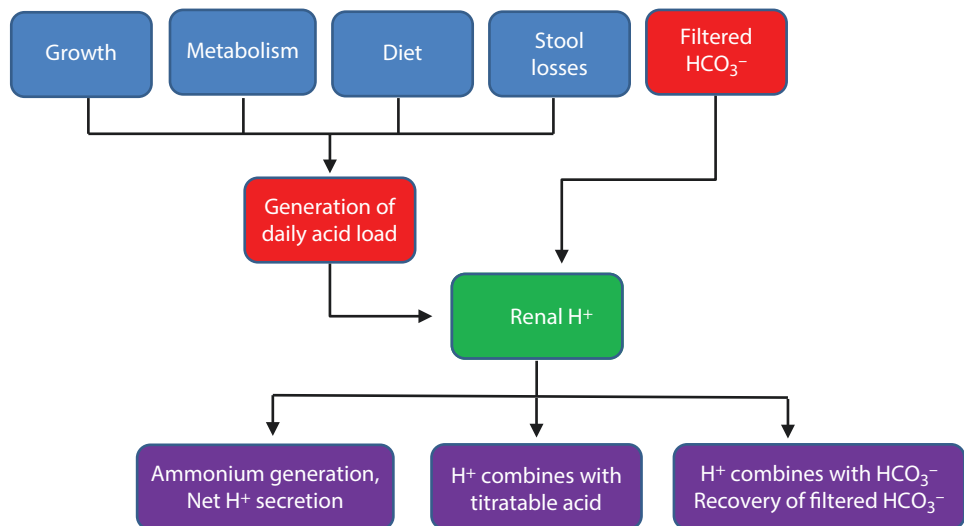 Growth
Metabolism
Diet
Stool
losses
Filtered
HCO₃⁻
Generation of
daily acid load
Renal H⁺
Ammonium generation,
Net H⁺ secretion
H⁺ combines with
titratable acid
H⁺ combines with HCO₃⁻
Recovery of filtered HCO₃⁻